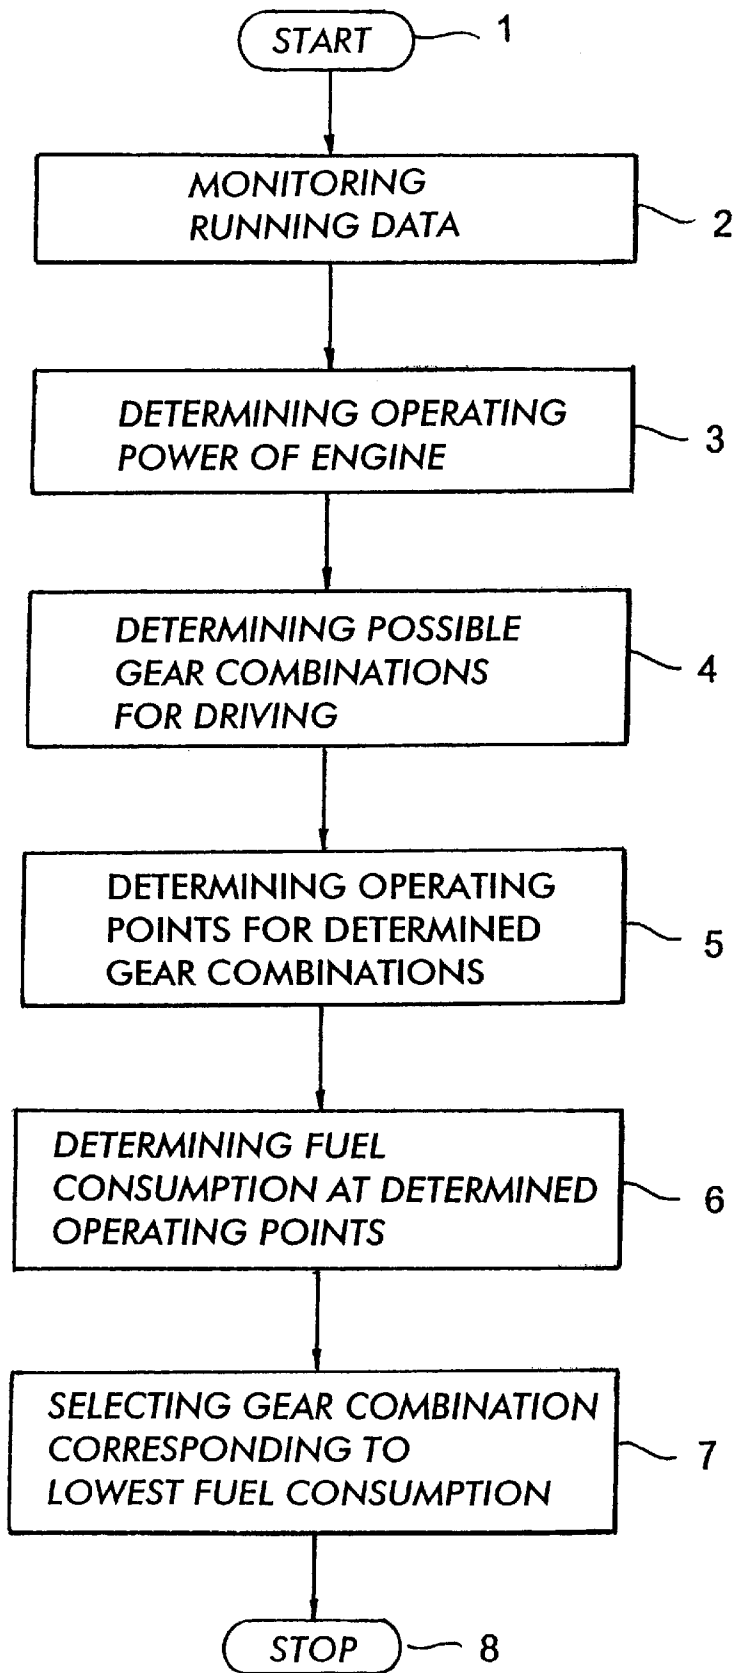 START
1
MONITORING
RUNNING DATA
2
DETERMINING OPERATING
POWER OF ENGINE
3
DETERMINING POSSIBLE
GEAR COMBINATIONS
FOR DRIVING
4
DETERMINING OPERATING
POINTS FOR DETERMINED
GEAR COMBINATIONS
5
DETERMINING FUEL
CONSUMPTION AT DETERMINED
OPERATING POINTS
6
SELECTING GEAR COMBINATION
CORRESPONDING TO
LOWEST FUEL CONSUMPTION
7
STOP
8